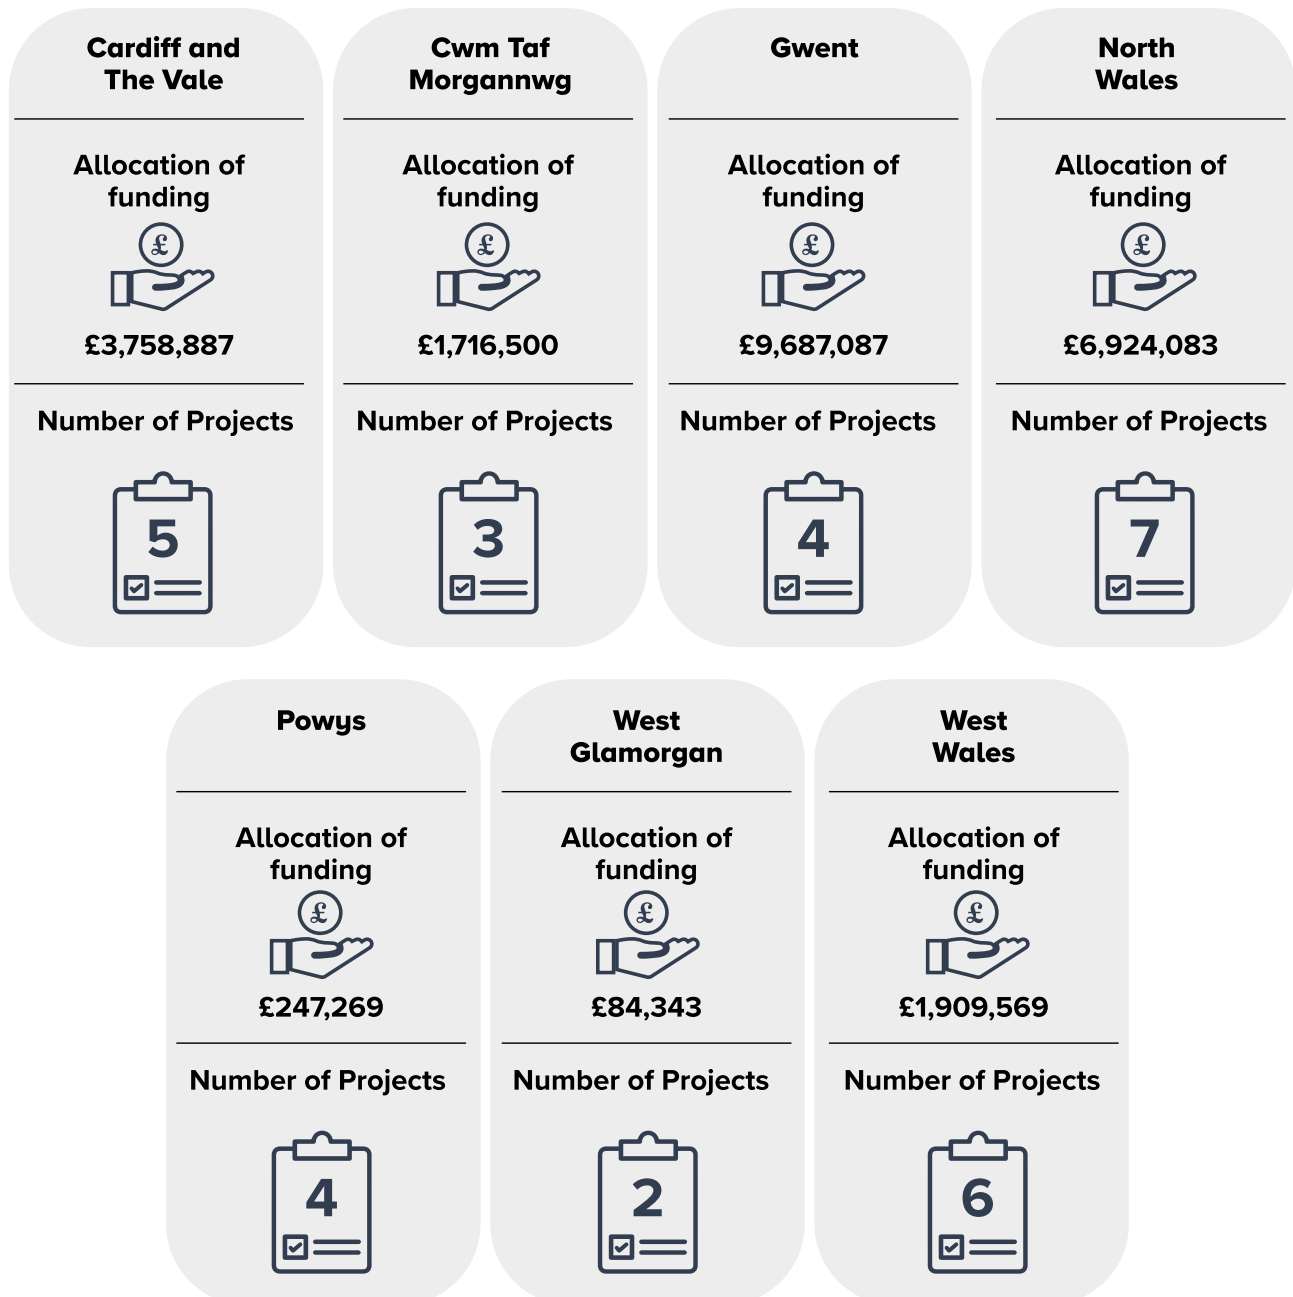 Cardiff and
The Vale
Allocation of
funding
£
£3,758,887
Number of Projects
5
Cwm Taf
Morgannwg
Allocation of
funding
£
£1,716,500
Number of Projects
3
Gwent
Allocation of
funding
£
£9,687,087
Number of Projects
4
North
Wales
Allocation of
funding
£
£6,924,083
Number of Projects
7
Powys
Allocation of
funding
£
£247,269
Number of Projects
4
West
Glamorgan
Allocation of
funding
£
£84,343
Number of Projects
2
West
Wales
Allocation of
funding
£
£1,909,569
Number of Projects
6